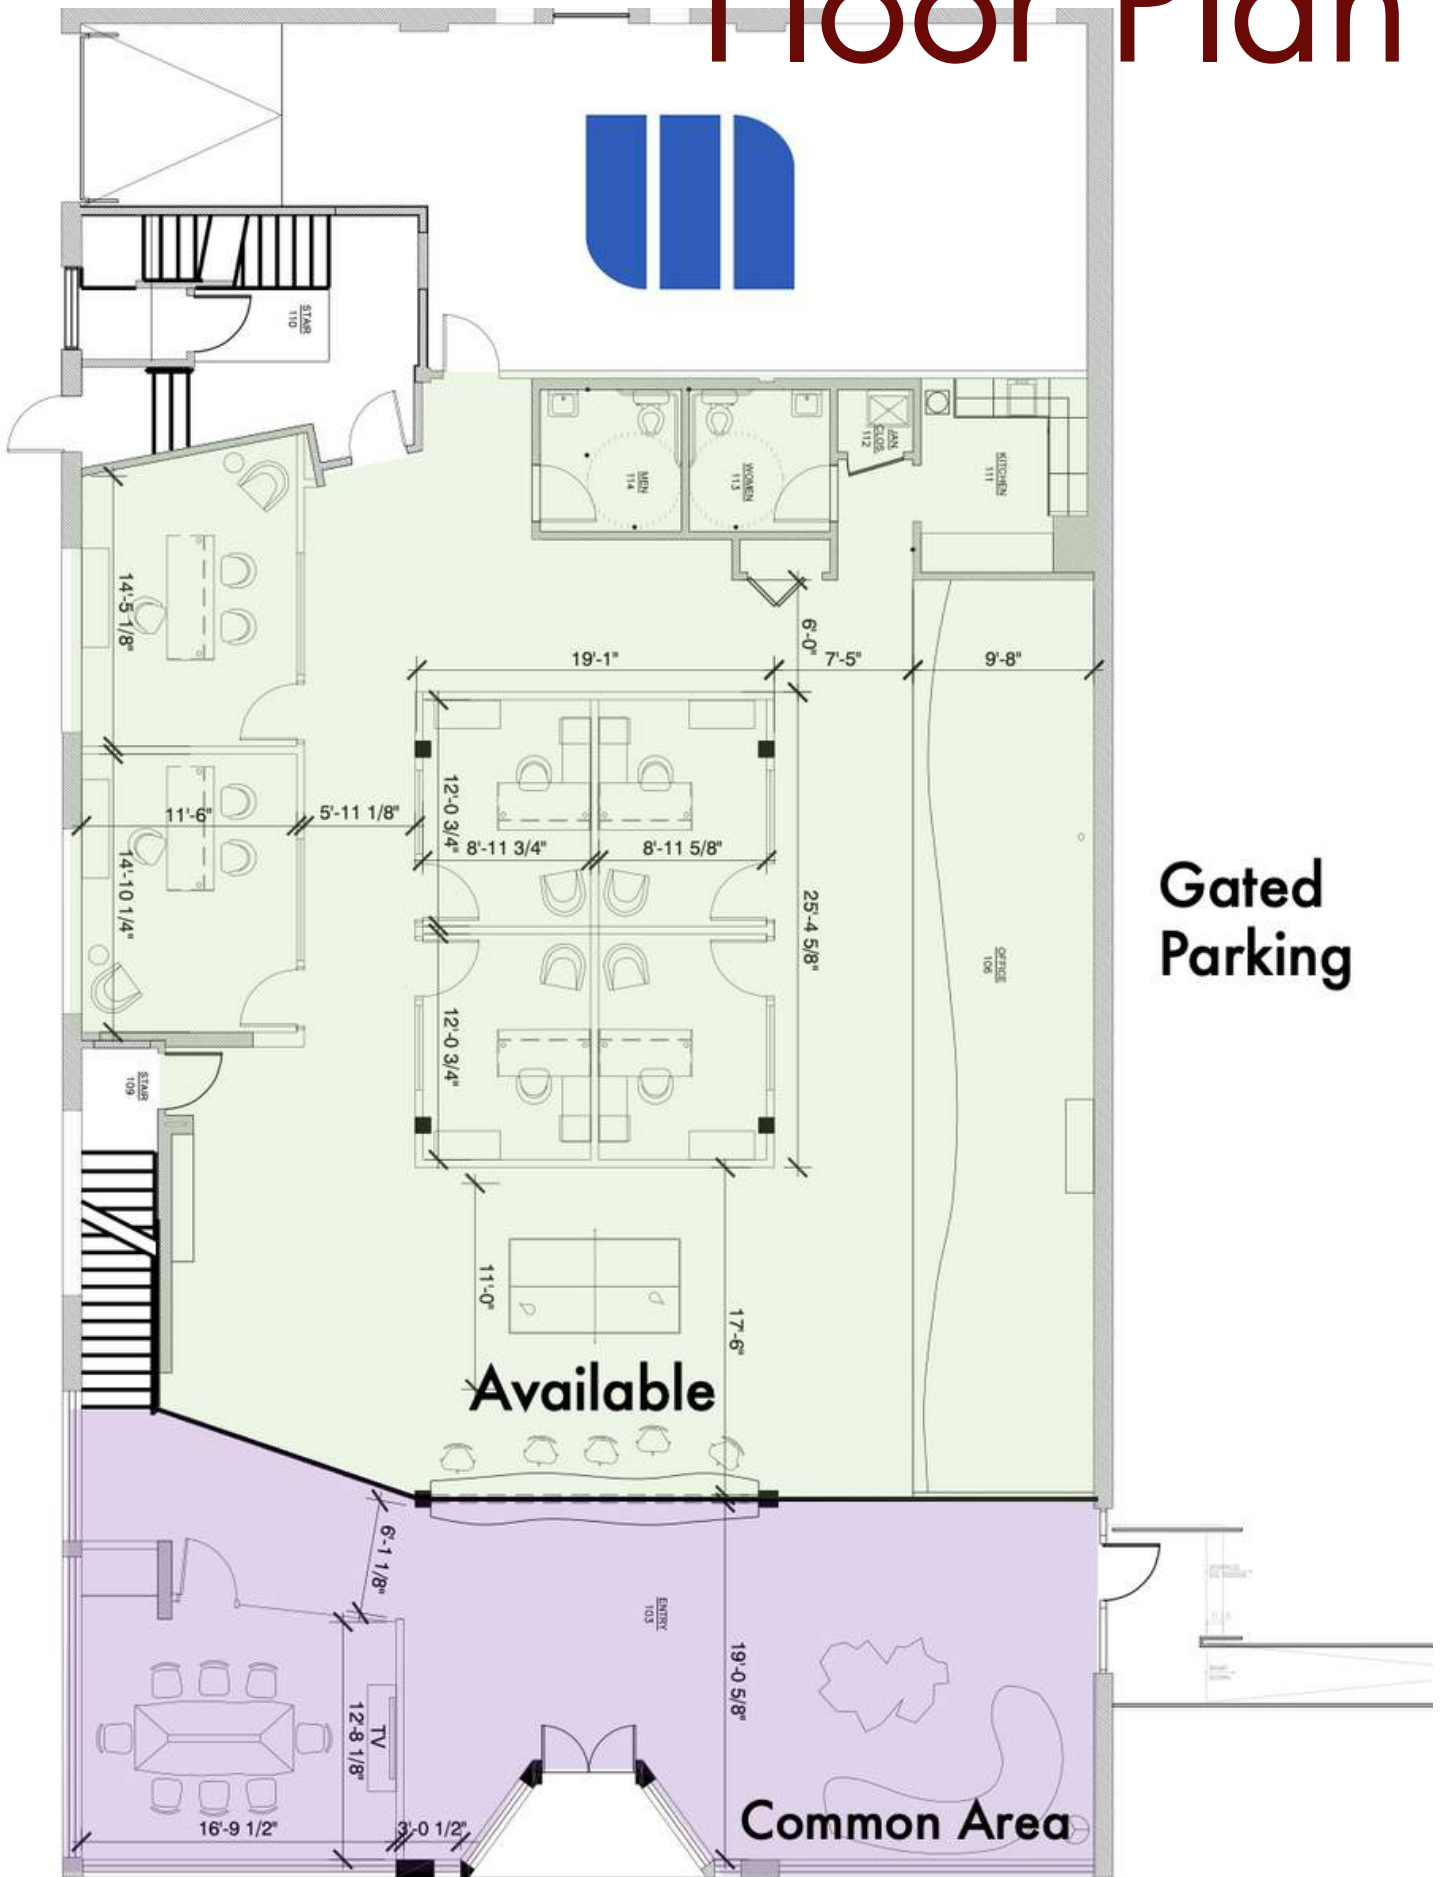 Floor Plan
STAIR
110
MEN
114
WOMEN
113
JAN
CLOS
112
KITCHEN
111
14'-5 1/8"
6'-0"
19'-1"
7'-5"
9'-8"
12'-0 3/4"
11'-6"
5'-11 1/8"
8'-11 3/4"
8'-11 5/8"
14'-10 1/4"
25'-4 5/8"
Gated
Parking
OFFICE
106
12'-0 3/4"
STAIR
109
11'-0"
17'-6"
Available
6'-1 1/8"
ENTRY
103
19'-0 5/8"
TV
12'-8 1/8"
16'-9 1/2"
3'-0 1/2"
Common Area